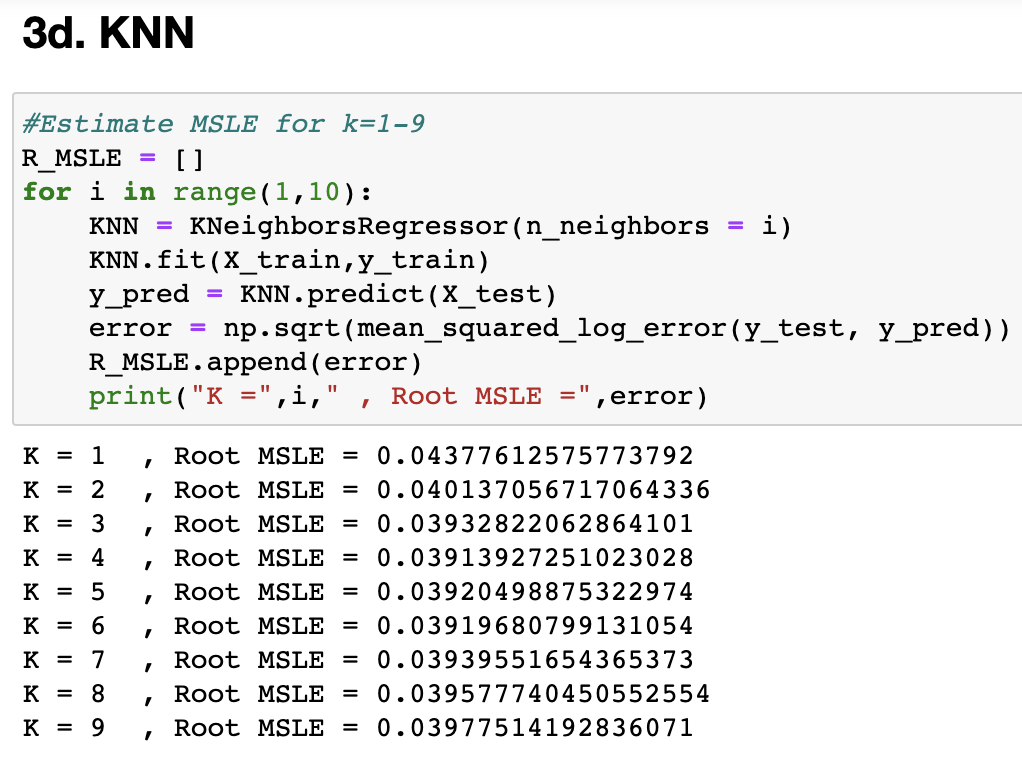 3d. KNN
#Estimate MSLE for k=1-9
R_MSLE = []
for i in range(1,10):
    KNN = KNeighborsRegressor(n_neighbors = i)
    KNN.fit(X_train,y_train)
    y_pred = KNN.predict(X_test)
    error = np.sqrt(mean_squared_log_error(y_test, y_pred))
    R_MSLE.append(error)
    print("K =",i," , Root MSLE =",error)
K = 1  , Root MSLE = 0.04377612575773792
K = 2  , Root MSLE = 0.040137056717064336
K = 3  , Root MSLE = 0.03932822062864101
K = 4  , Root MSLE = 0.03913927251023028
K = 5  , Root MSLE = 0.03920498875322974
K = 6  , Root MSLE = 0.03919680799131054
K = 7  , Root MSLE = 0.03939551654365373
K = 8  , Root MSLE = 0.039577740450552554
K = 9  , Root MSLE = 0.03977514192836071